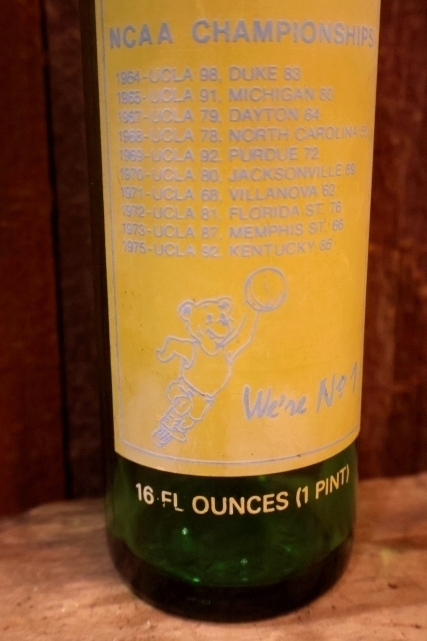 NCAA CHAMPIONSHIPS
1964-UCLA 98, DUKE 83
1965-UCLA 91, MICHIGAN 80
1967-UCLA 79, DAYTON 64
1968-UCLA 78, NORTH CAROLINA
1969-UCLA 92, PURDUE 72
1970-UCLA 80, JACKSONVILLE 69
1971-UCLA 68, VILLANOVA 62
1972-UCLA 81, FLORIDA ST. 76
1973-UCLA 87, MEMPHIS ST. 66
1975-UCLA 92, KENTUCKY 85
We're No 1
16 FL OUNCES (1 PINT)